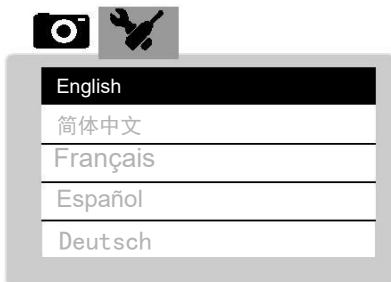 English
简体中文
Français
Español
Deutsch